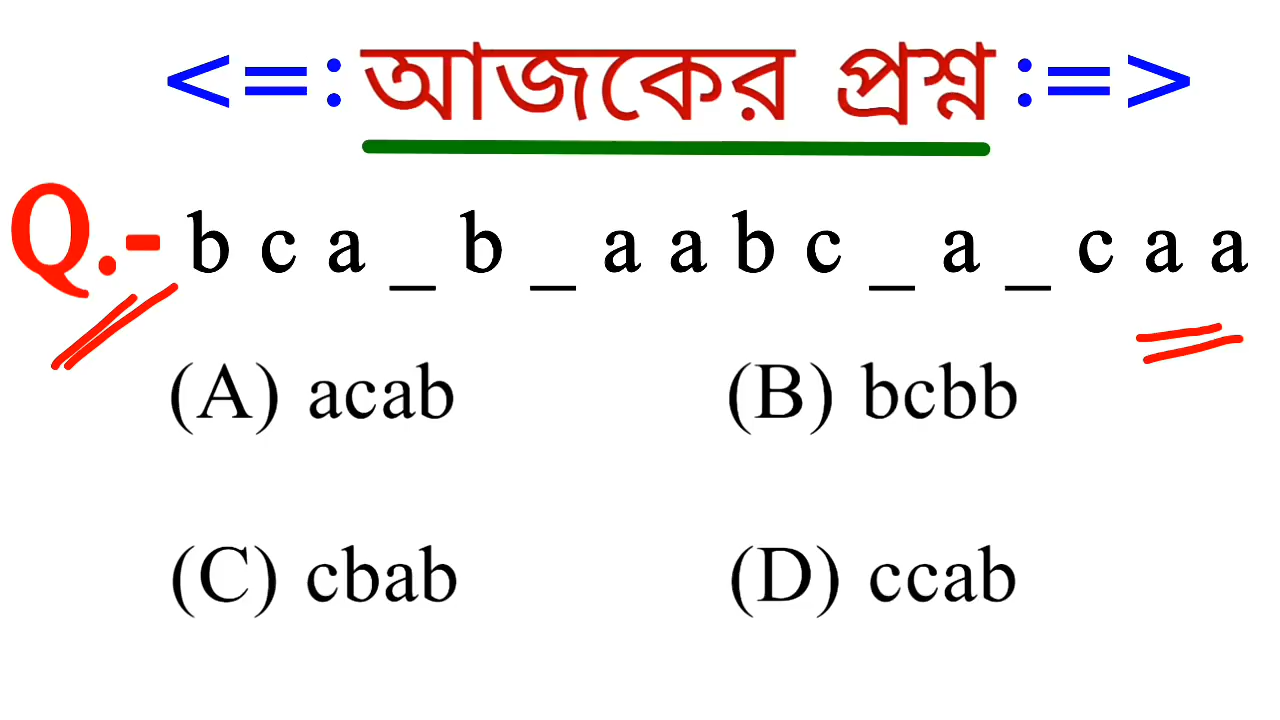 <=: আজকের প্রশ্ন :=>
Q.- b c a _ b _ a a b c _ a _ c a a
(A) acab (B) bcbb
(C) cbab (D) ccab